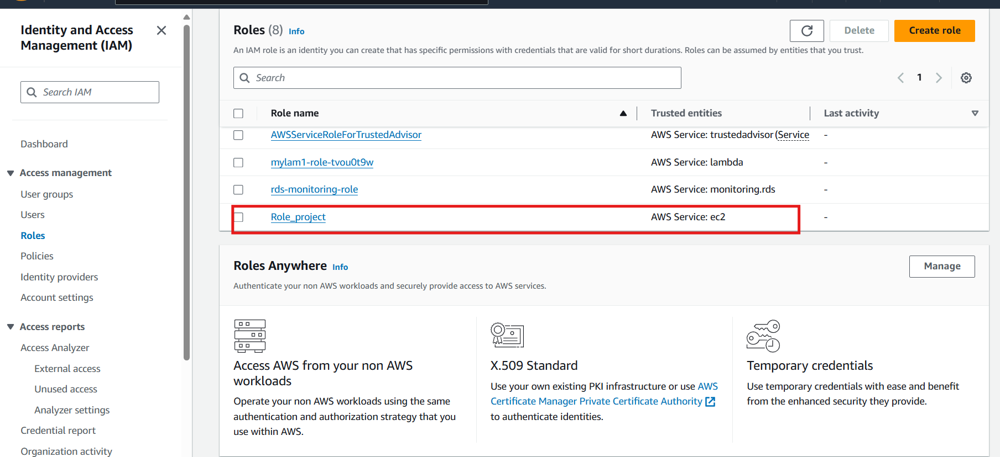 Identity and Access
Management (IAM)
Search IAM
Dashboard
Access management
User groups
Users
Roles
Policies
Identity providers
Account settings
Access reports
Access Analyzer
External access
Unused access
Analyzer settings
Credential report
Organization activity
Roles (8) Info
Delete
Create role
An IAM role is an identity you can create that has specific permissions with credentials that are valid for short durations. Roles can be assumed by entities that you trust.
Search
1
Role name Trusted entities Last activity
AWSServiceRoleForTrustedAdvisor AWS Service: trustedadvisor (Service -
mylam1-role-tvou0t9w AWS Service: lambda -
rds-monitoring-role AWS Service: monitoring.rds -
Role_project AWS Service: ec2 -
Roles Anywhere Info
Manage
Authenticate your non AWS workloads and securely provide access to AWS services.
Access AWS from your non AWS
workloads
Operate your non AWS workloads using the same
authentication and authorization strategy that you
use within AWS.
X.509 Standard
Use your own existing PKI infrastructure or use AWS
Certificate Manager Private Certificate Authority
to authenticate identities.
Temporary credentials
Use temporary credentials with ease and benefit
from the enhanced security they provide.